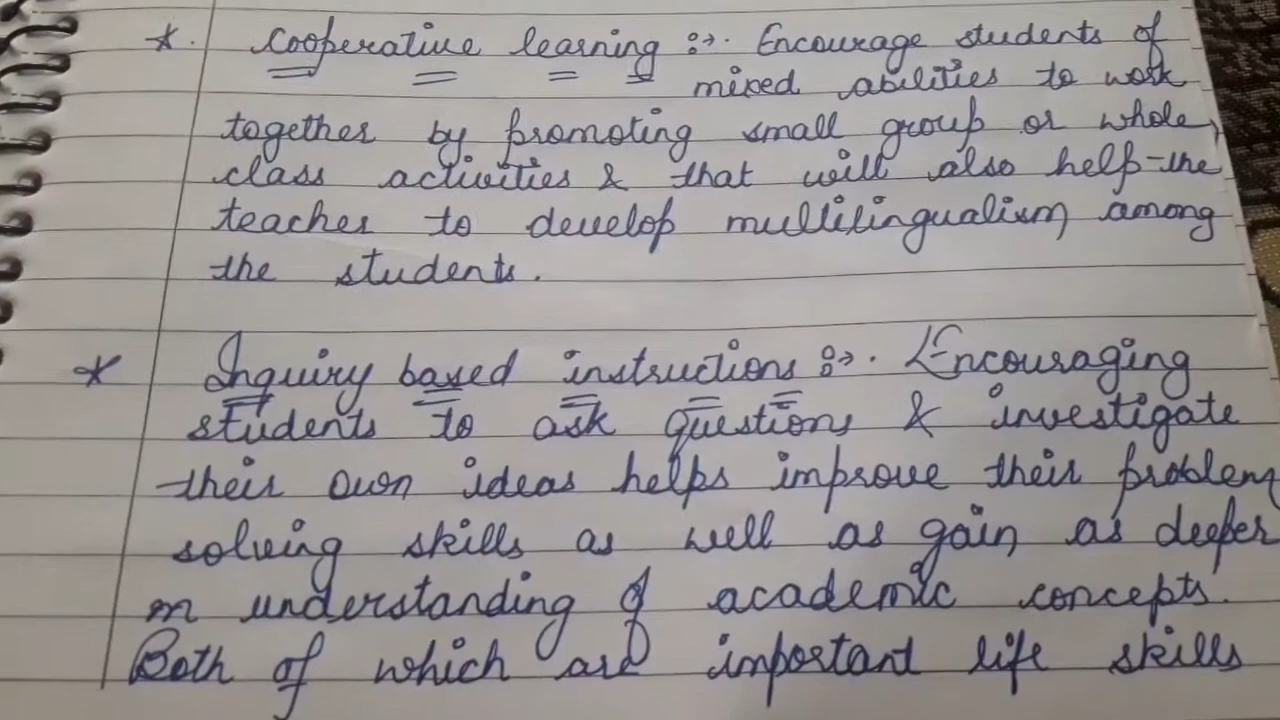 *. Cooperative learning :→. Encourage students of
mixed abilities to work
together by promoting small group or whole,
class activities & that will also help the
teacher to develop multilingualism among
the students.
* Inquiry based instructions :→. Encouraging
students to ask questions & investigate
their own ideas helps improve their problem
solving skills as well as gain as deeper
m understanding of academic concepts.
Both of which are important life skills